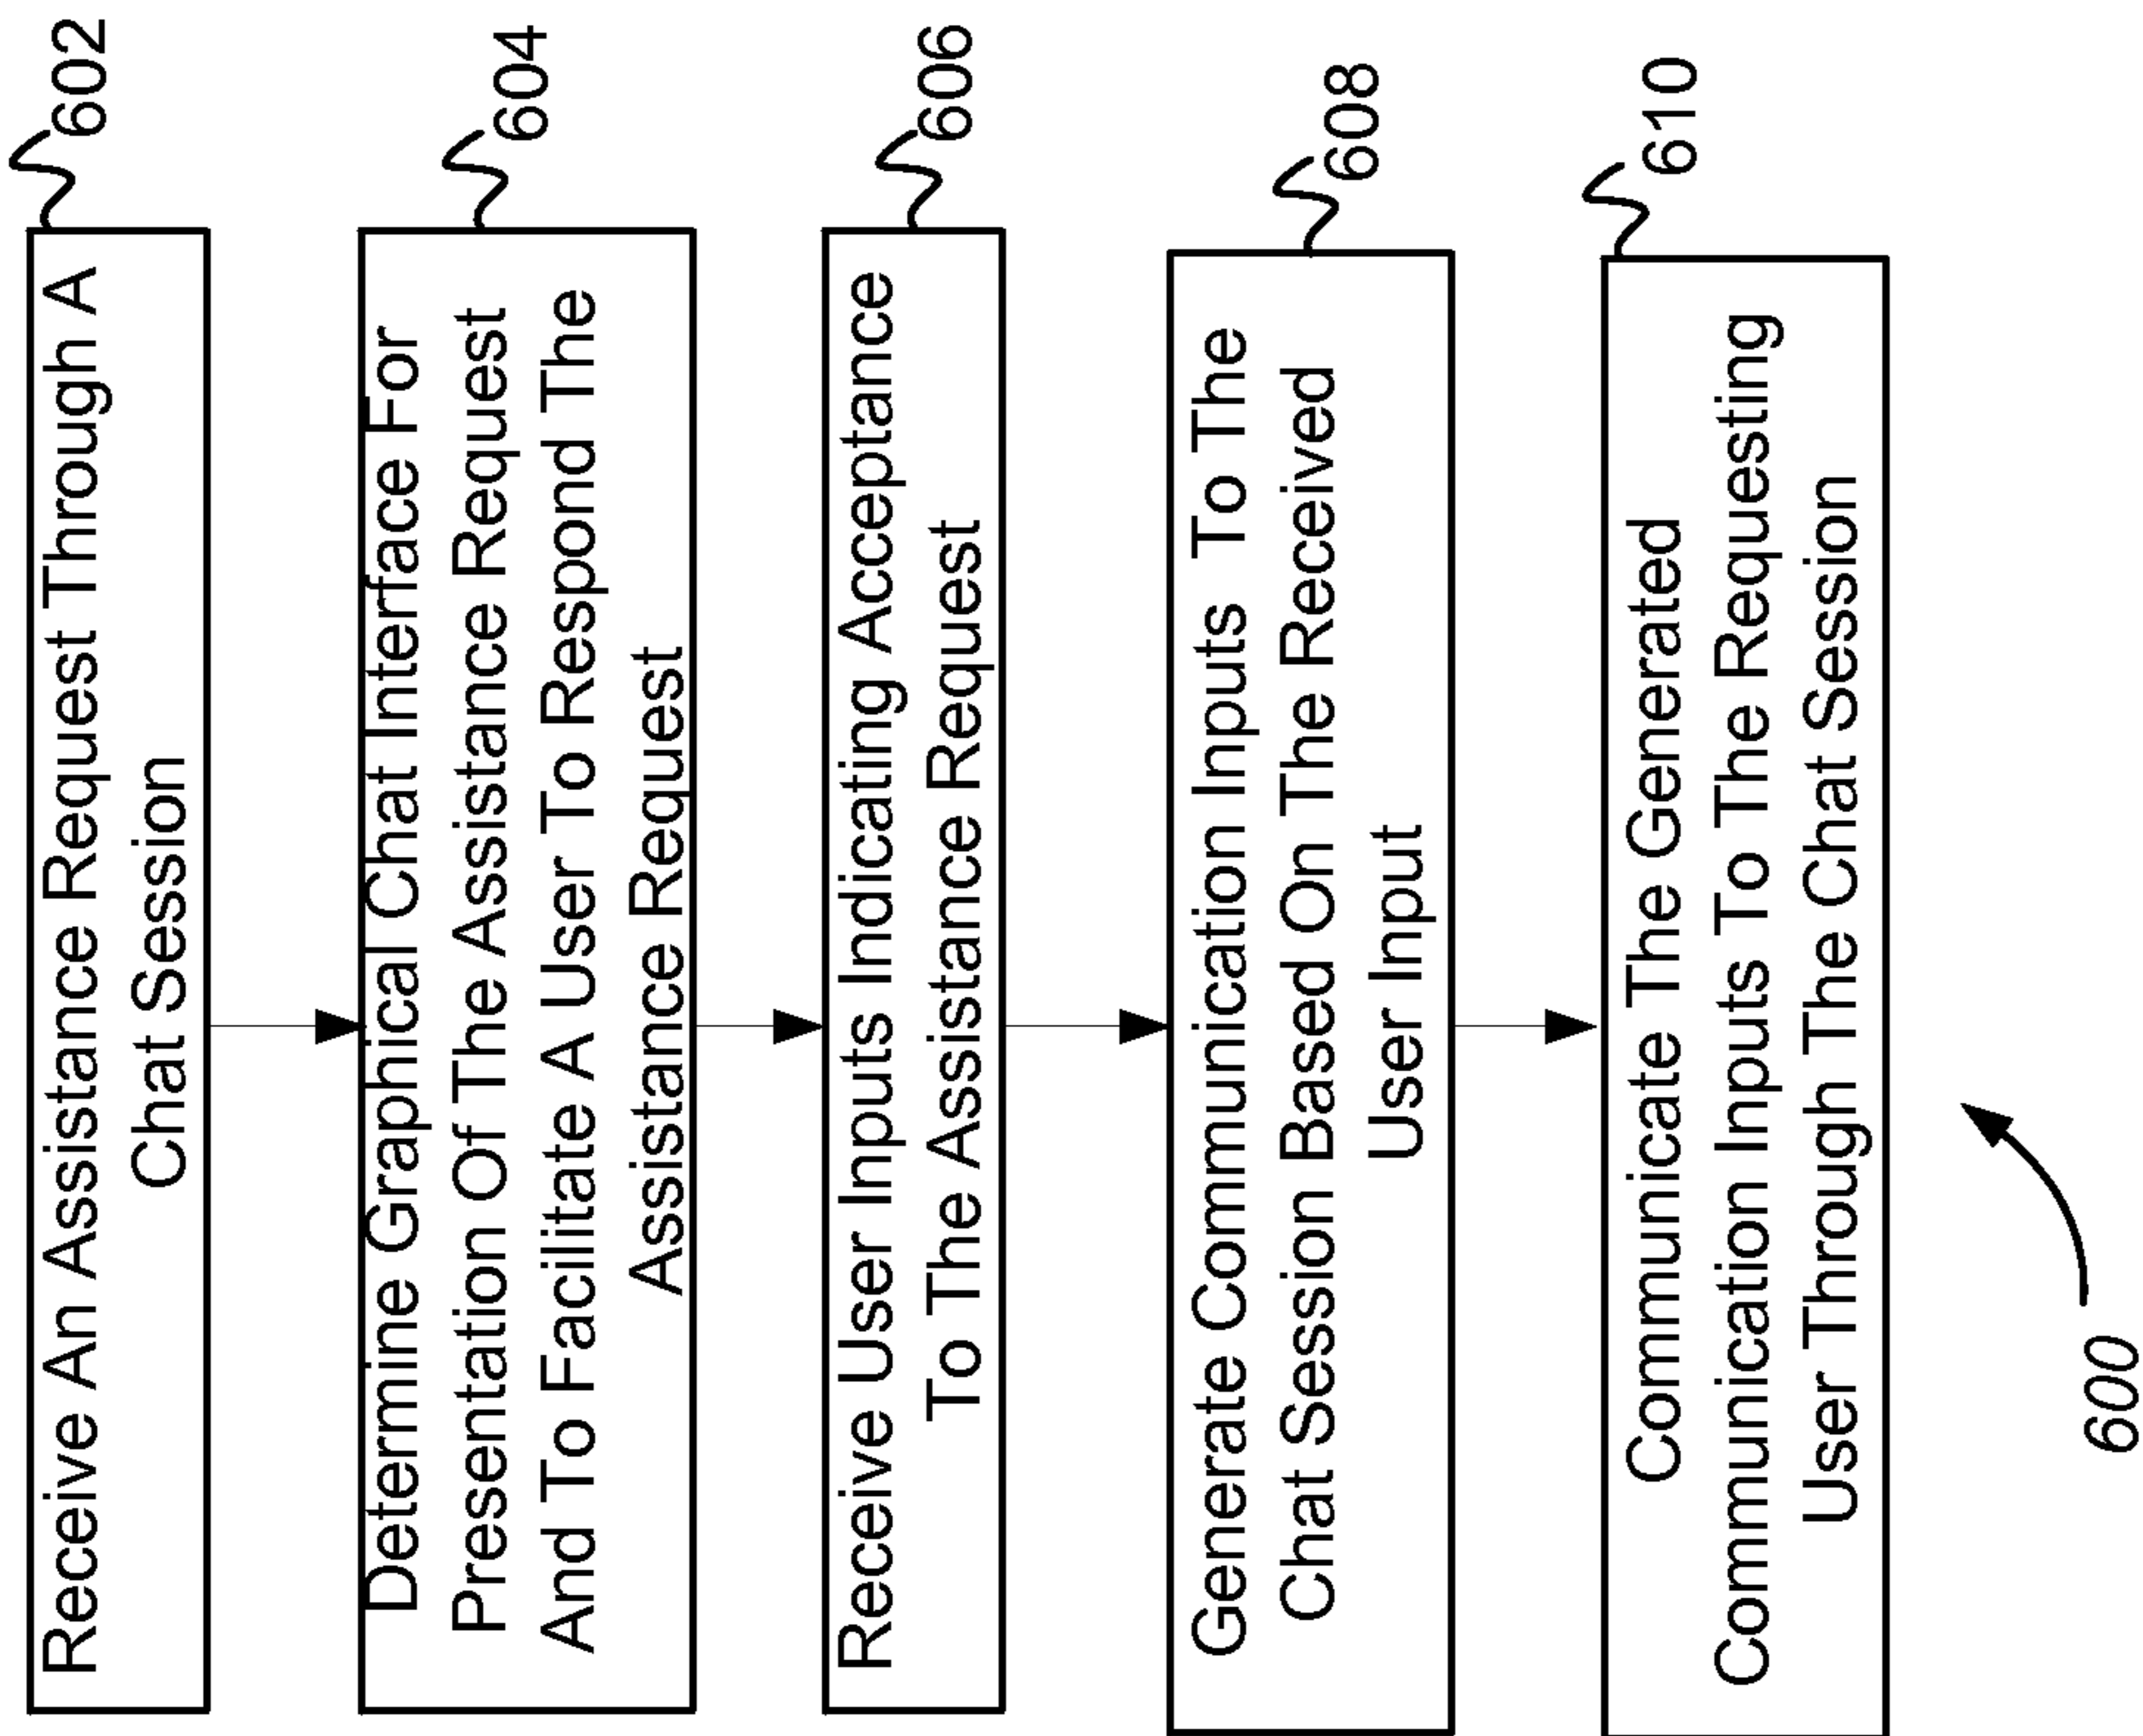 Receive An Assistance Request Through A
Chat Session
602
Determine Graphical Chat Interface For
Presentation Of The Assistance Request
And To Facilitate A User To Respond The
Assistance Request
604
Receive User Inputs Indicating Acceptance
To The Assistance Request
606
Generate Communication Inputs To The
Chat Session Based On The Received
User Input
608
Communicate The Generated
Communication Inputs To The Requesting
User Through The Chat Session
610
600